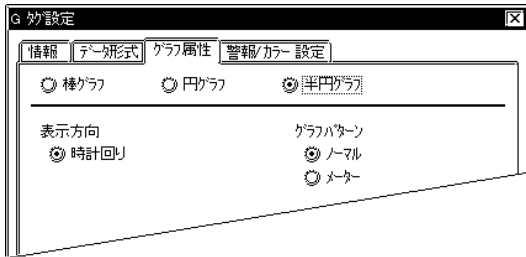 G ﾀｸﾞ設定
情報 ﾃﾞｰﾀ形式 ｸﾞﾗﾌ属性 警報/ｶﾗｰ 設定
棒ｸﾞﾗﾌ 円ｸﾞﾗﾌ 半円ｸﾞﾗﾌ
表示方向 ｸﾞﾗﾌﾊﾟﾀｰﾝ
時計回り ﾉｰﾏﾙ
ﾒｰﾀｰ